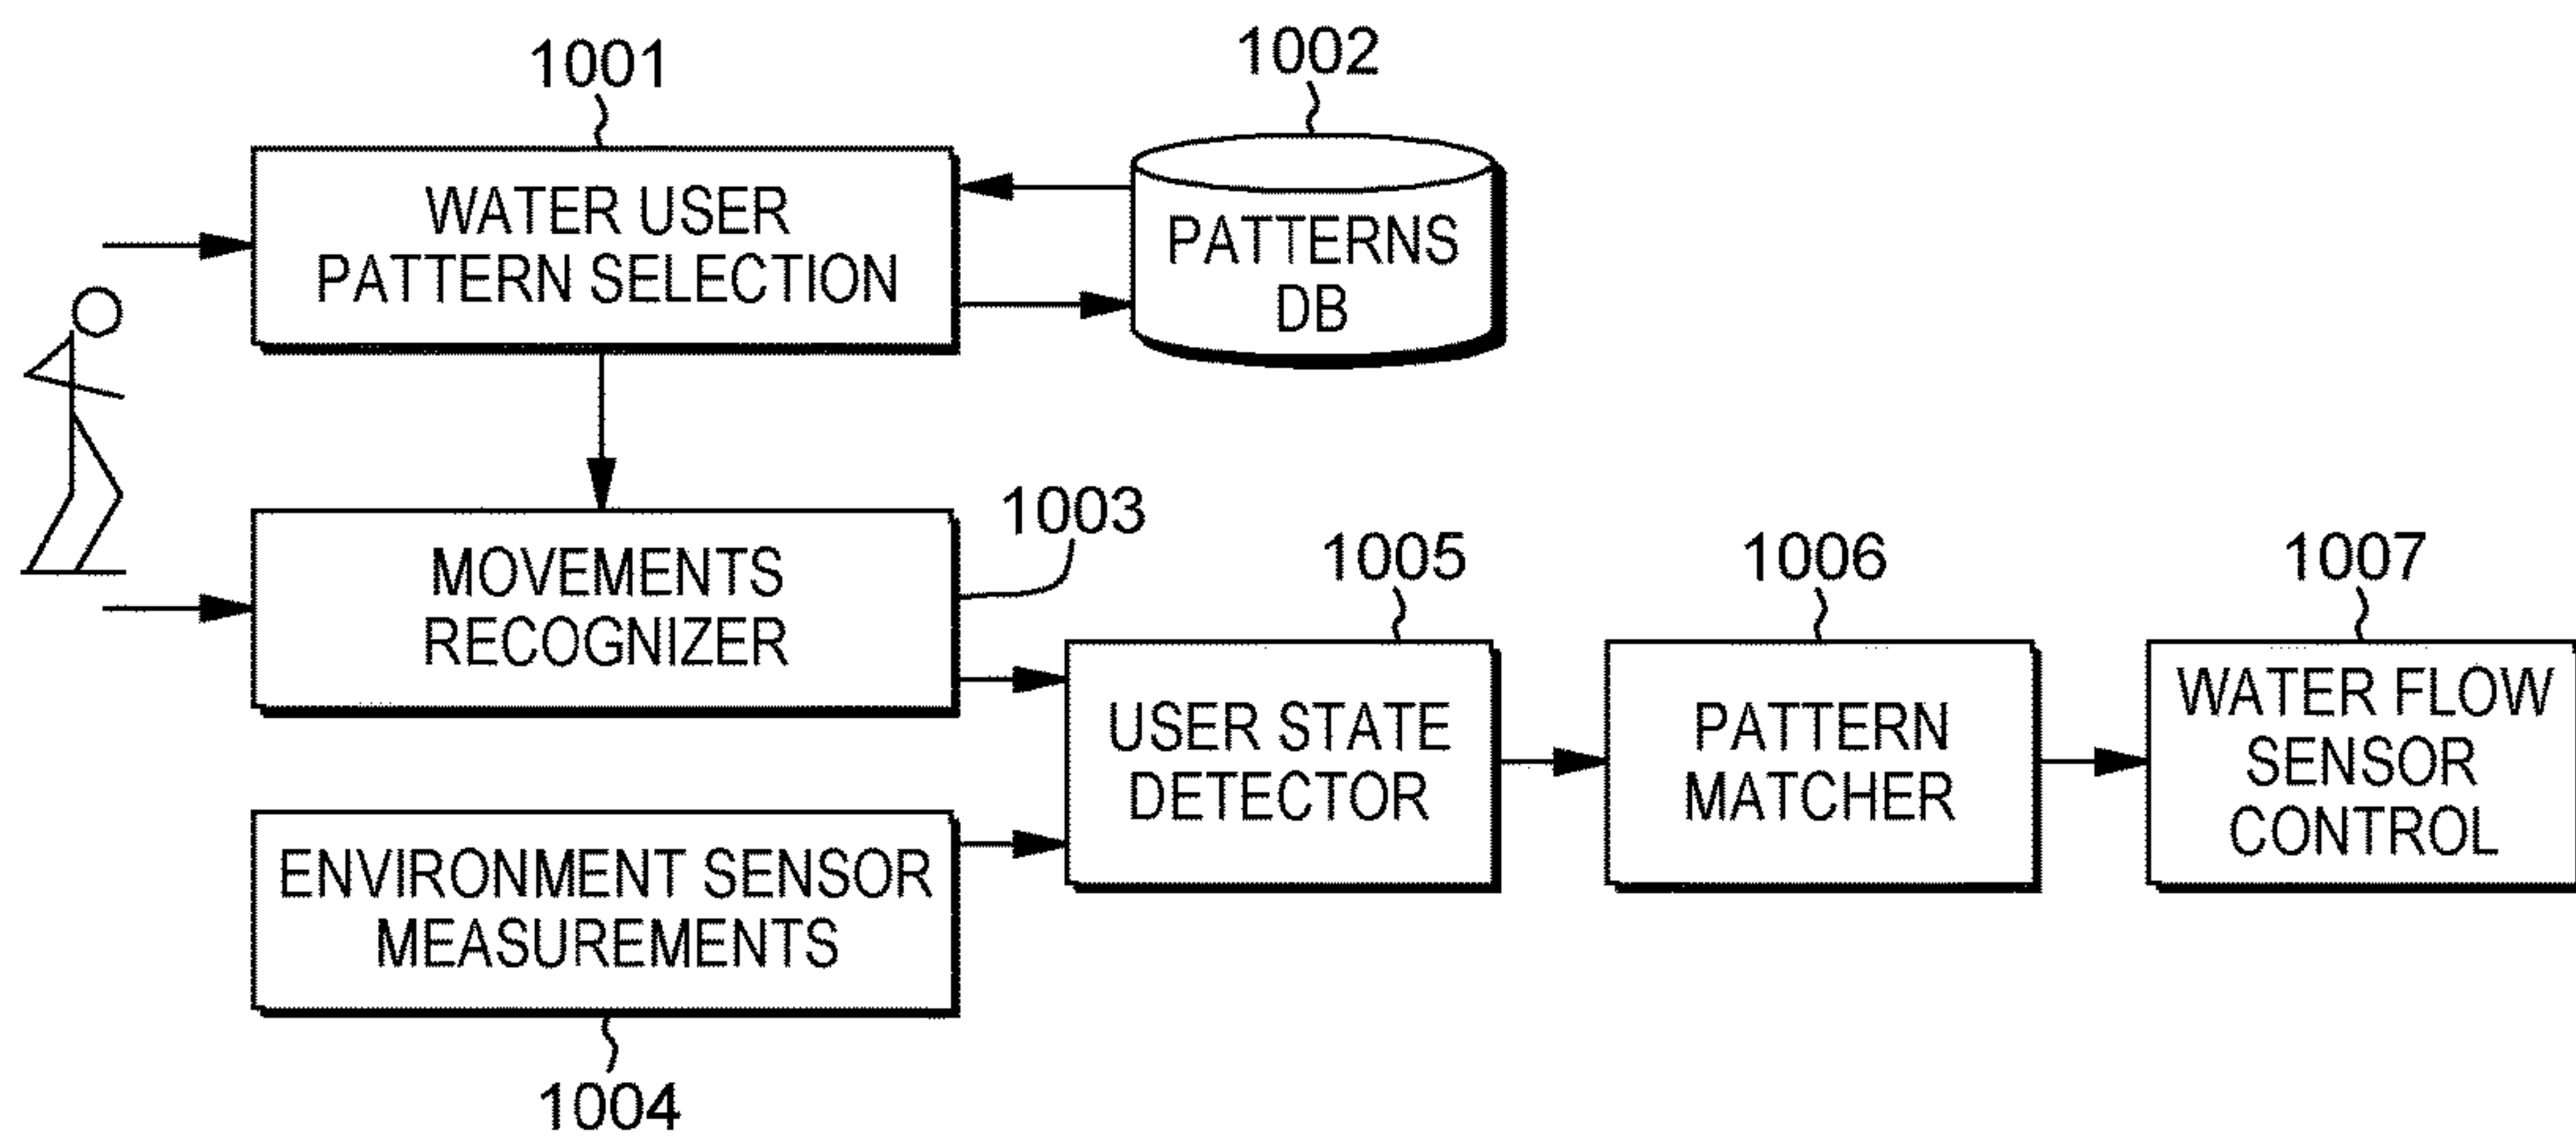 1001
1002
WATER USER
PATTERN SELECTION
PATTERNS
DB
1003
MOVEMENTS
RECOGNIZER
1005
1006
1007
USER STATE
DETECTOR
PATTERN
MATCHER
WATER FLOW
SENSOR
CONTROL
ENVIRONMENT SENSOR
MEASUREMENTS
1004